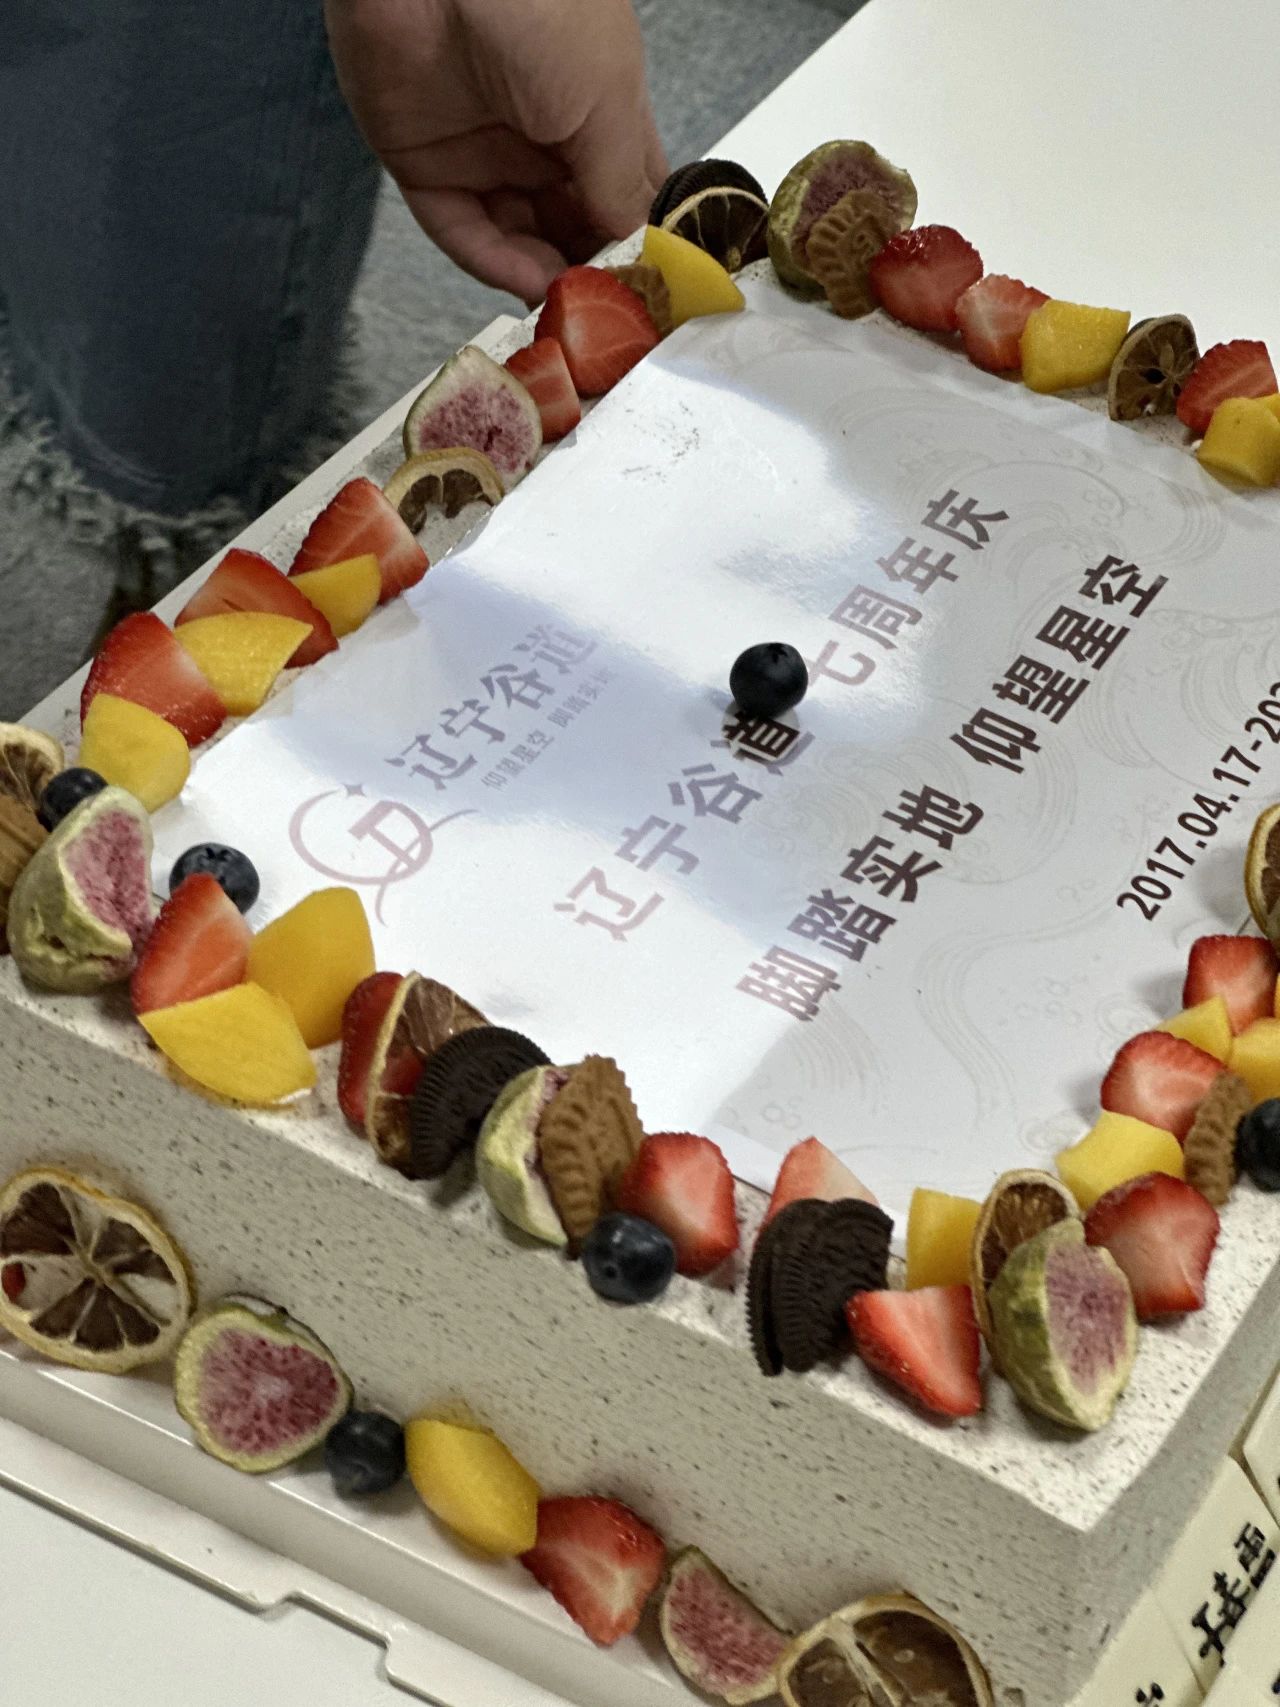 辽宁谷道
仰望星空 脚踏实地
辽宁谷道 七周年庆
脚踏实地 仰望星空
2017.04.17-202